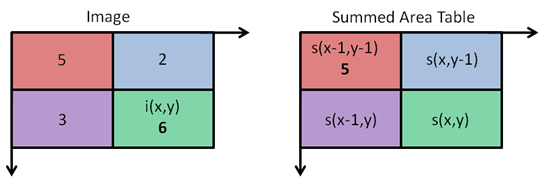 Image
5
2
3
i(x,y)
6
Summed Area Table
s(x-1,y-1)
5
s(x,y-1)
s(x-1,y)
s(x,y)